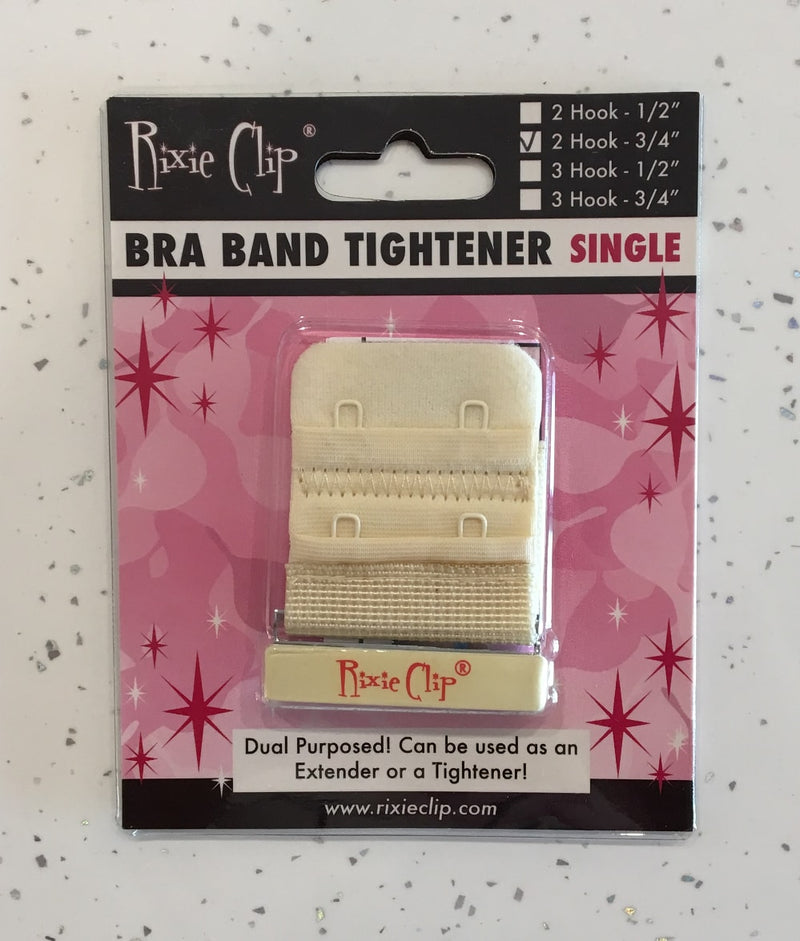 Rixie Clip®
2 Hook - 1/2"
2 Hook - 3/4"
3 Hook - 1/2"
3 Hook - 3/4"
BRA BAND TIGHTENER SINGLE
Rixie Clip®
Dual Purposed! Can be used as an
Extender or a Tightener!
www.rixieclip.com